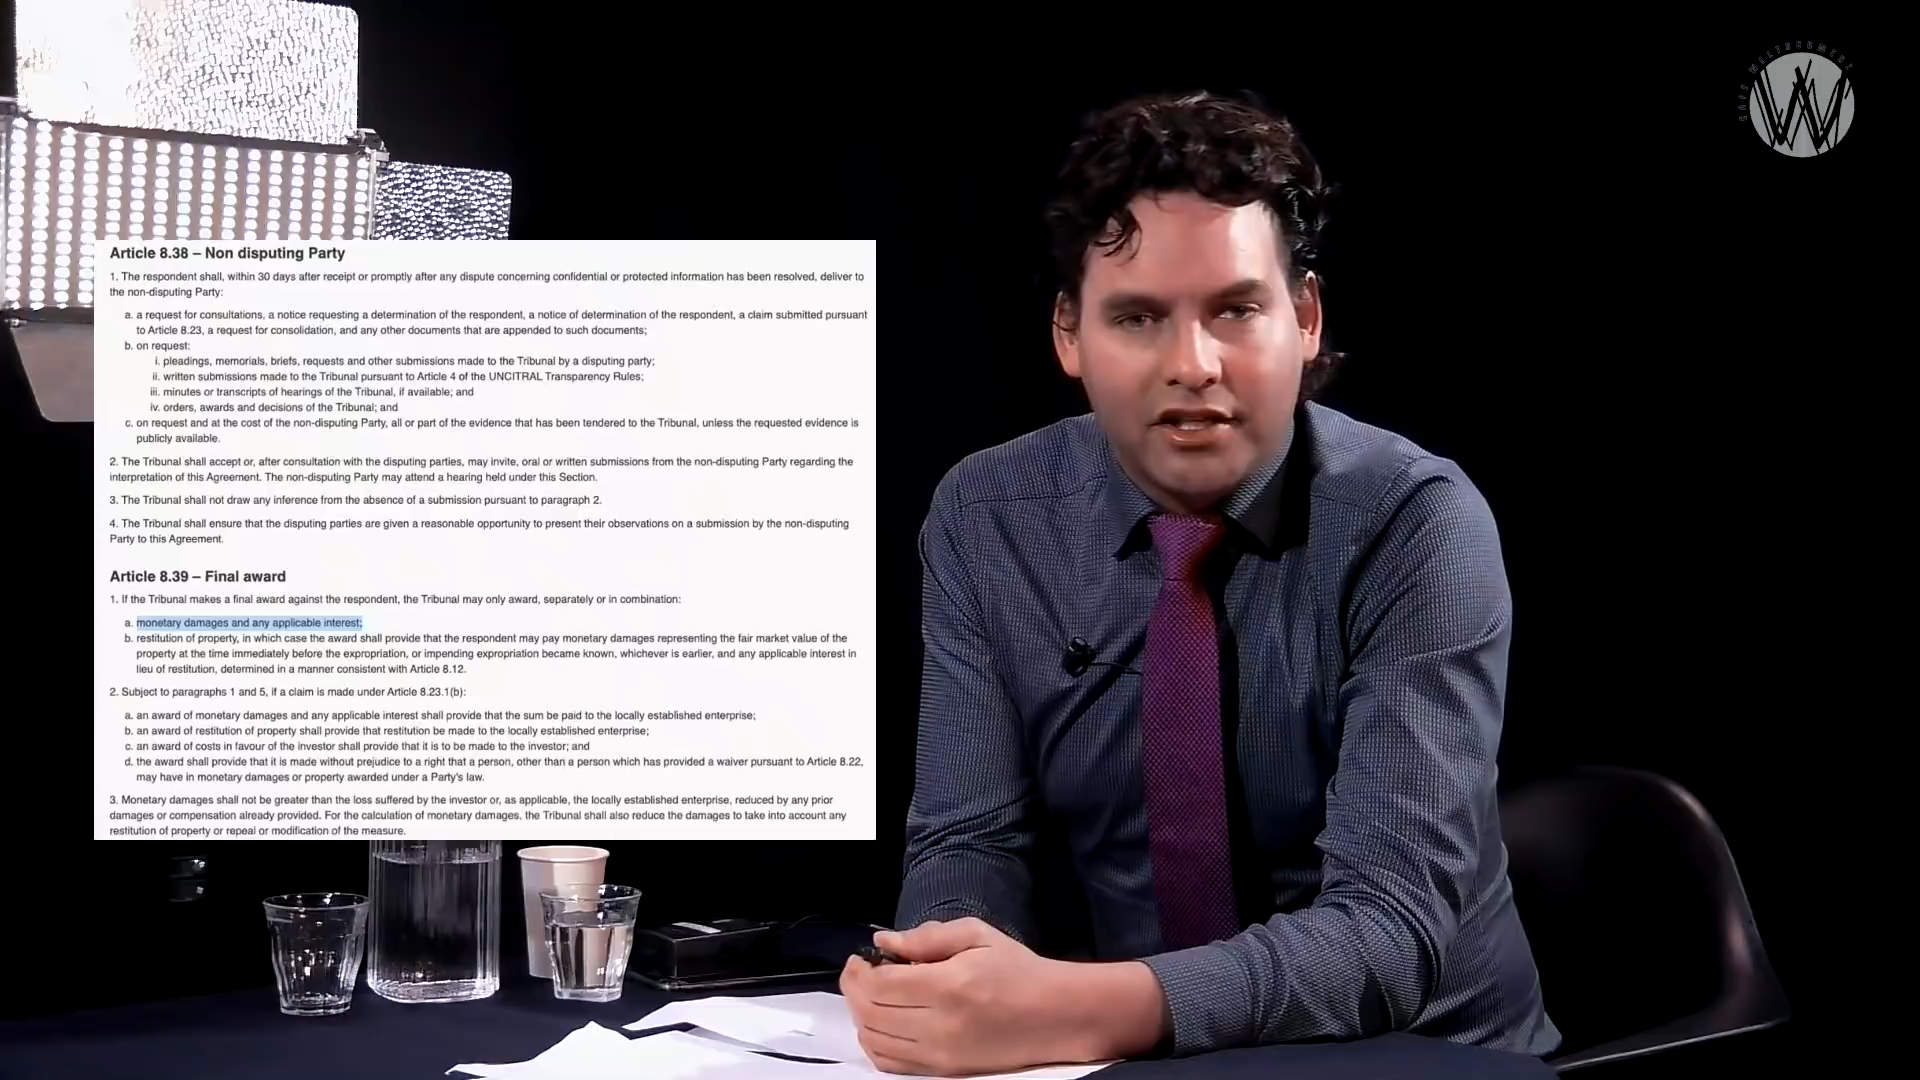 CAFE WELTSCHMERZ
Article 8.38 – Non disputing Party
1. The respondent shall, within 30 days after receipt or promptly after any dispute concerning confidential or protected information has been resolved, deliver to
the non-disputing Party:
a. a request for consultations, a notice requesting a determination of the respondent, a notice of determination of the respondent, a claim submitted pursuant
to Article 8.23, a request for consolidation, and any other documents that are appended to such documents;
b. on request:
i. pleadings, memorials, briefs, requests and other submissions made to the Tribunal by a disputing party;
ii. written submissions made to the Tribunal pursuant to Article 4 of the UNCITRAL Transparency Rules;
iii. minutes or transcripts of hearings of the Tribunal, if available; and
iv. orders, awards and decisions of the Tribunal; and
c. on request and at the cost of the non-disputing Party, all or part of the evidence that has been tendered to the Tribunal, unless the requested evidence is
publicly available.
2. The Tribunal shall accept or, after consultation with the disputing parties, may invite, oral or written submissions from the non-disputing Party regarding the
interpretation of this Agreement. The non-disputing Party may attend a hearing held under this Section.
3. The Tribunal shall not draw any inference from the absence of a submission pursuant to paragraph 2.
4. The Tribunal shall ensure that the disputing parties are given a reasonable opportunity to present their observations on a submission by the non-disputing
Party to this Agreement.
Article 8.39 – Final award
1. If the Tribunal makes a final award against the respondent, the Tribunal may only award, separately or in combination:
a. monetary damages and any applicable interest;
b. restitution of property, in which case the award shall provide that the respondent may pay monetary damages representing the fair market value of the
property at the time immediately before the expropriation, or impending expropriation became known, whichever is earlier, and any applicable interest in
lieu of restitution, determined in a manner consistent with Article 8.12.
2. Subject to paragraphs 1 and 5, if a claim is made under Article 8.23.1(b):
a. an award of monetary damages and any applicable interest shall provide that the sum be paid to the locally established enterprise;
b. an award of restitution of property shall provide that restitution be made to the locally established enterprise;
c. an award of costs in favour of the investor shall provide that it is to be made to the investor; and
d. the award shall provide that it is made without prejudice to a right that a person, other than a person which has provided a waiver pursuant to Article 8.22,
may have in monetary damages or property awarded under a Party's law.
3. Monetary damages shall not be greater than the loss suffered by the investor or, as applicable, the locally established enterprise, reduced by any prior
damages or compensation already provided. For the calculation of monetary damages, the Tribunal shall also reduce the damages to take into account any
restitution of property or repeal or modification of the measure.